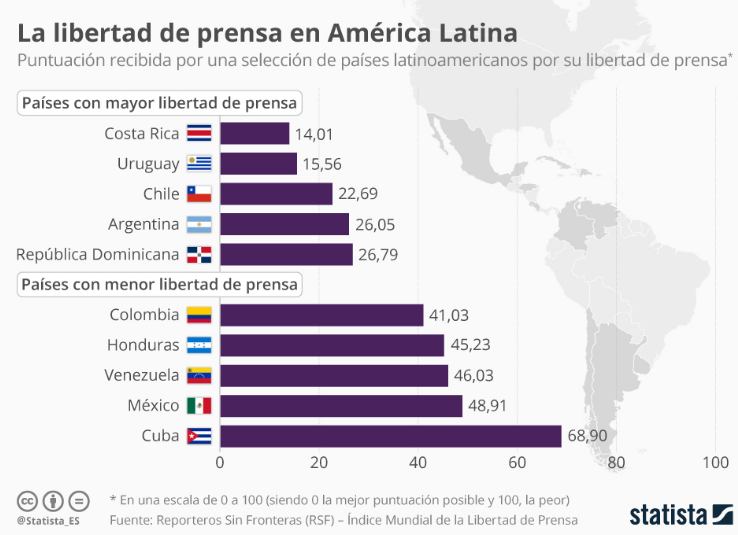 La libertad de prensa en América Latina
Puntuación recibida por una selección de países latinoamericanos por su libertad de prensa*
Países con mayor libertad de prensa
Costa Rica 14,01
Uruguay 15,56
Chile 22,69
Argentina 26,05
República Dominicana 26,79
Países con menor libertad de prensa
Colombia 41,03
Honduras 45,23
Venezuela 46,03
México 48,91
Cuba 68,90
0 20 40 60 80 100
* En una escala de 0 a 100 (siendo 0 la mejor puntuación posible y 100, la peor)
@Statista_ES Fuente: Reporteros Sin Fronteras (RSF) – Índice Mundial de la Libertad de Prensa
cc
statista